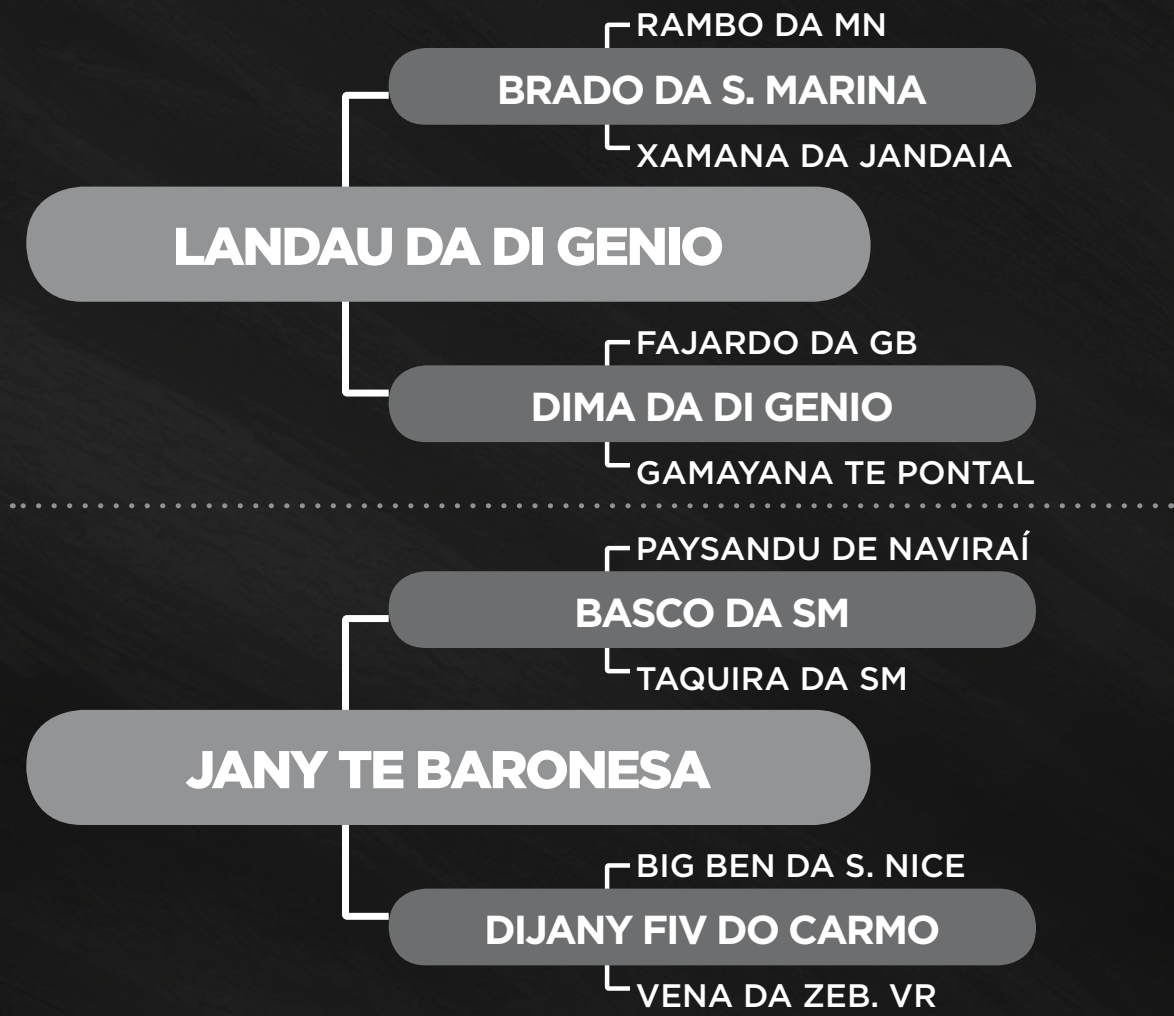 RAMBO DA MN
BRADO DA S. MARINA
XAMANA DA JANDAIA
LANDAU DA DI GENIO
FAJARDO DA GB
DIMA DA DI GENIO
GAMAYANA TE PONTAL
PAYSANDU DE NAVIRAÍ
BASCO DA SM
TAQUIRA DA SM
JANY TE BARONESA
BIG BEN DA S. NICE
DIJANY FIV DO CARMO
VENA DA ZEB. VR